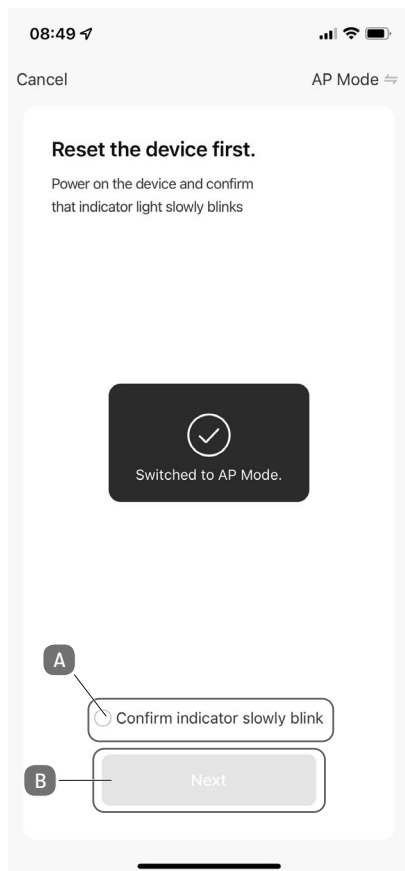 08:49
Cancel
AP Mode
Reset the device first.
Power on the device and confirm
that indicator light slowly blinks
Switched to AP Mode.
A
Confirm indicator slowly blink
B
Next